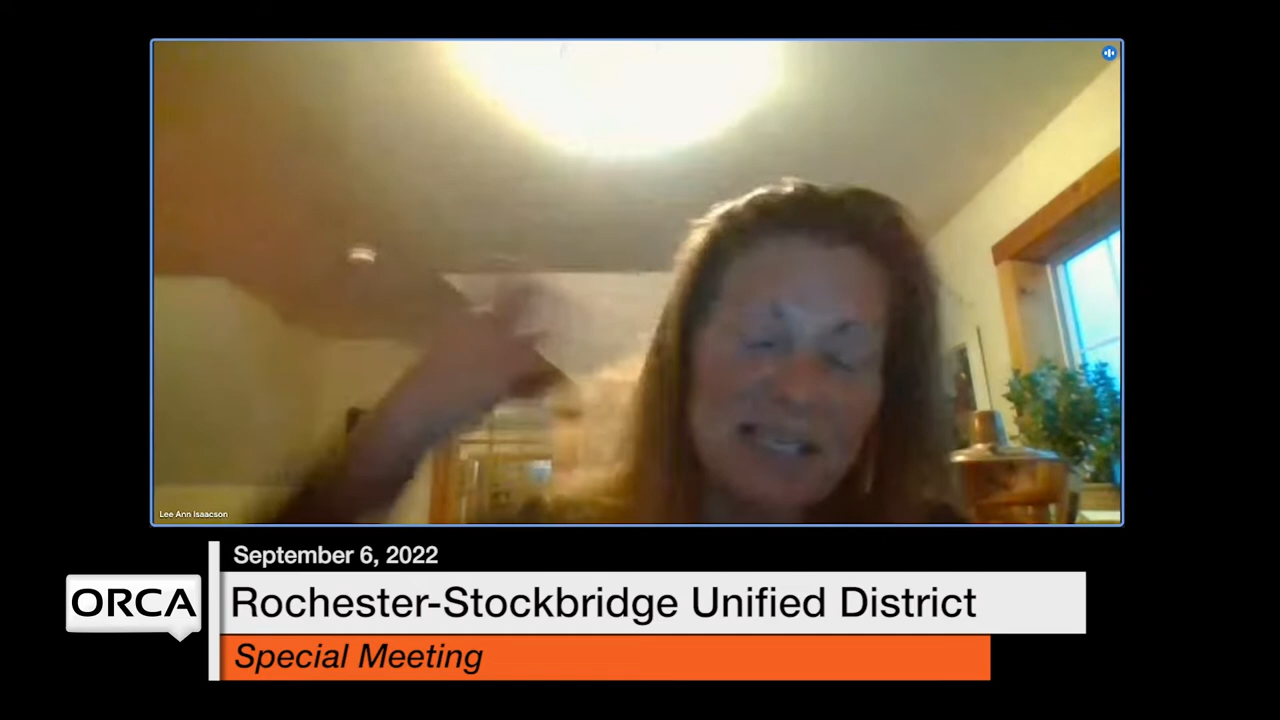 Lee Ann Isaacson
September 6, 2022
ORCA
Rochester-Stockbridge Unified District
Special Meeting